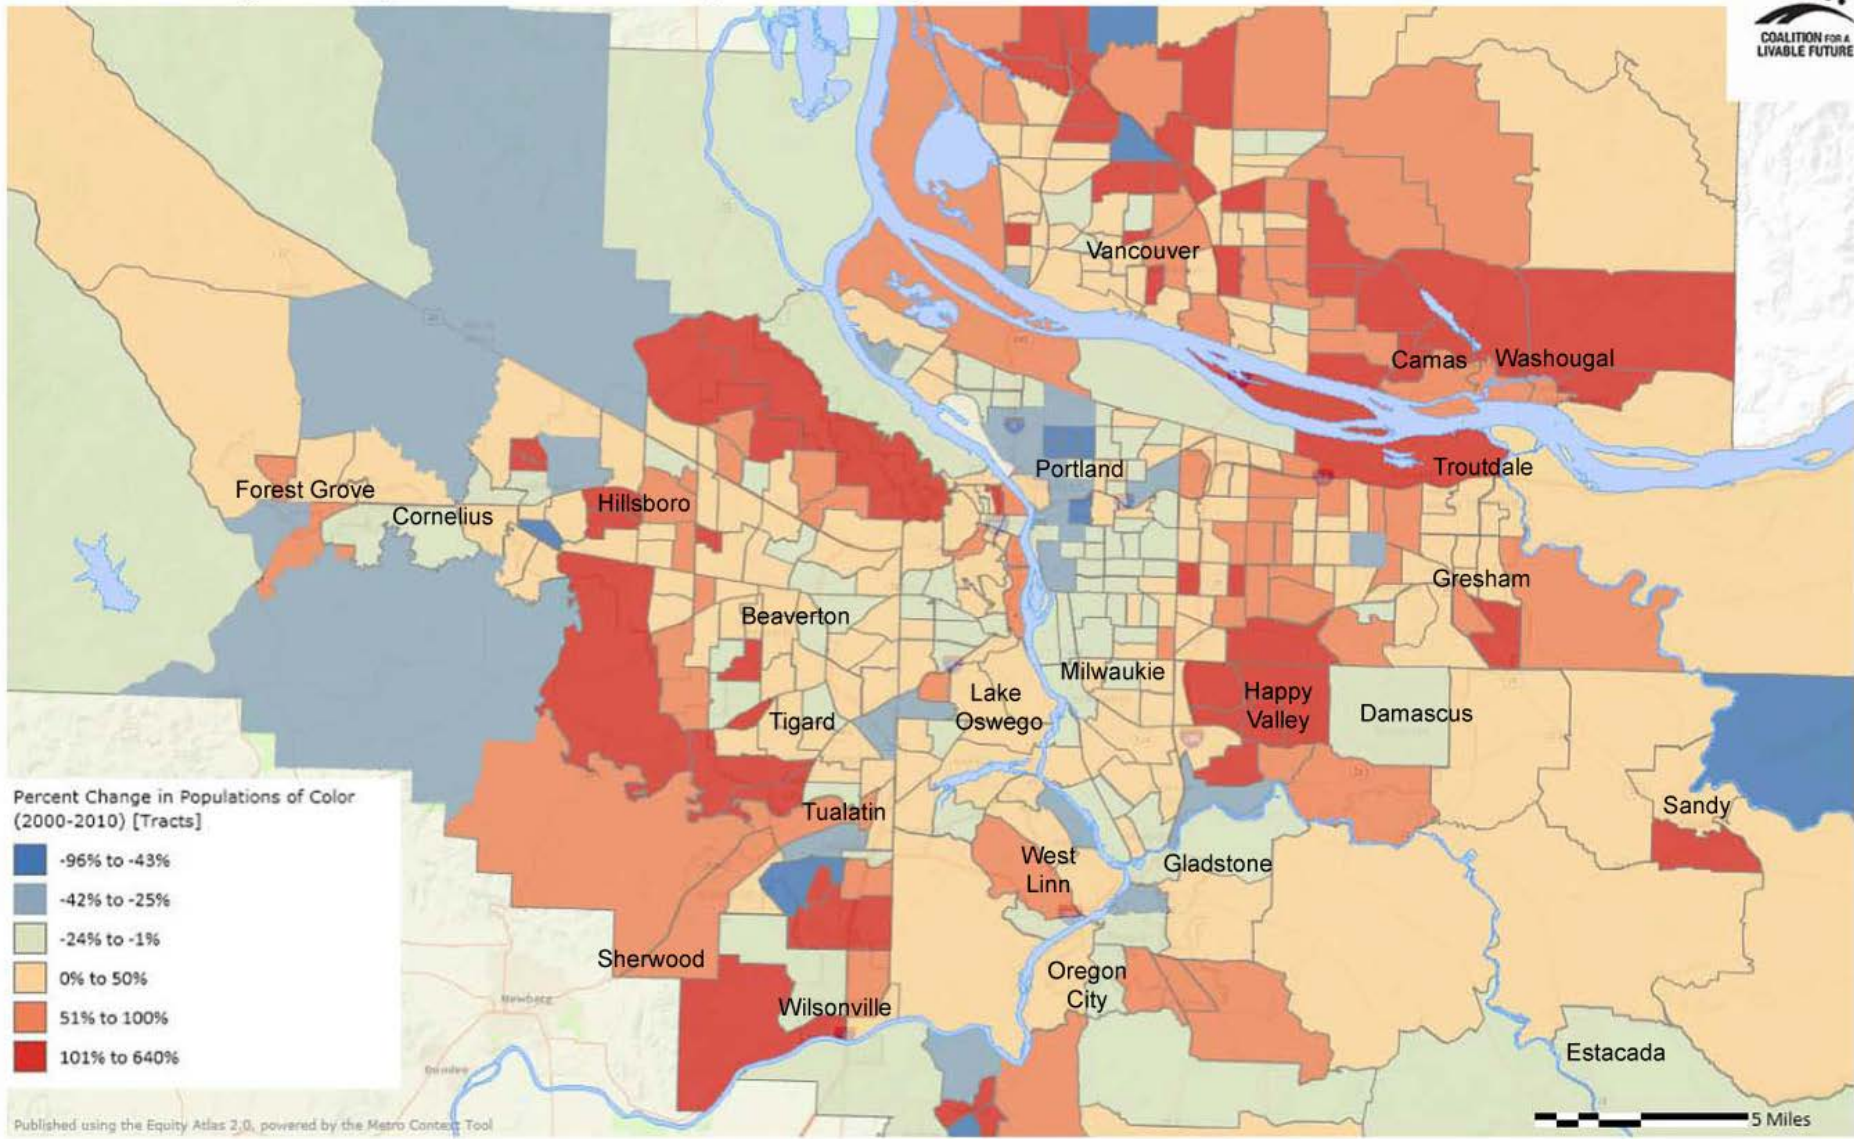 COALITION FOR A
LIVABLE FUTURE
Vancouver
Camas
Washougal
Portland
Troutdale
Forest Grove
Hillsboro
Cornelius
Gresham
Beaverton
Milwaukie
Lake
Oswego
Happy
Valley
Damascus
Tigard
Percent Change in Populations of Color
(2000-2010) [Tracts]
-96% to -43%
-42% to -25%
-24% to -1%
0% to 50%
51% to 100%
101% to 640%
Tualatin
Sandy
West
Linn
Gladstone
Sherwood
Oregon
City
Newberg
Wilsonville
Estacada
Dundee
Published using the Equity Atlas 2.0, powered by the Metro Context Tool
5 Miles